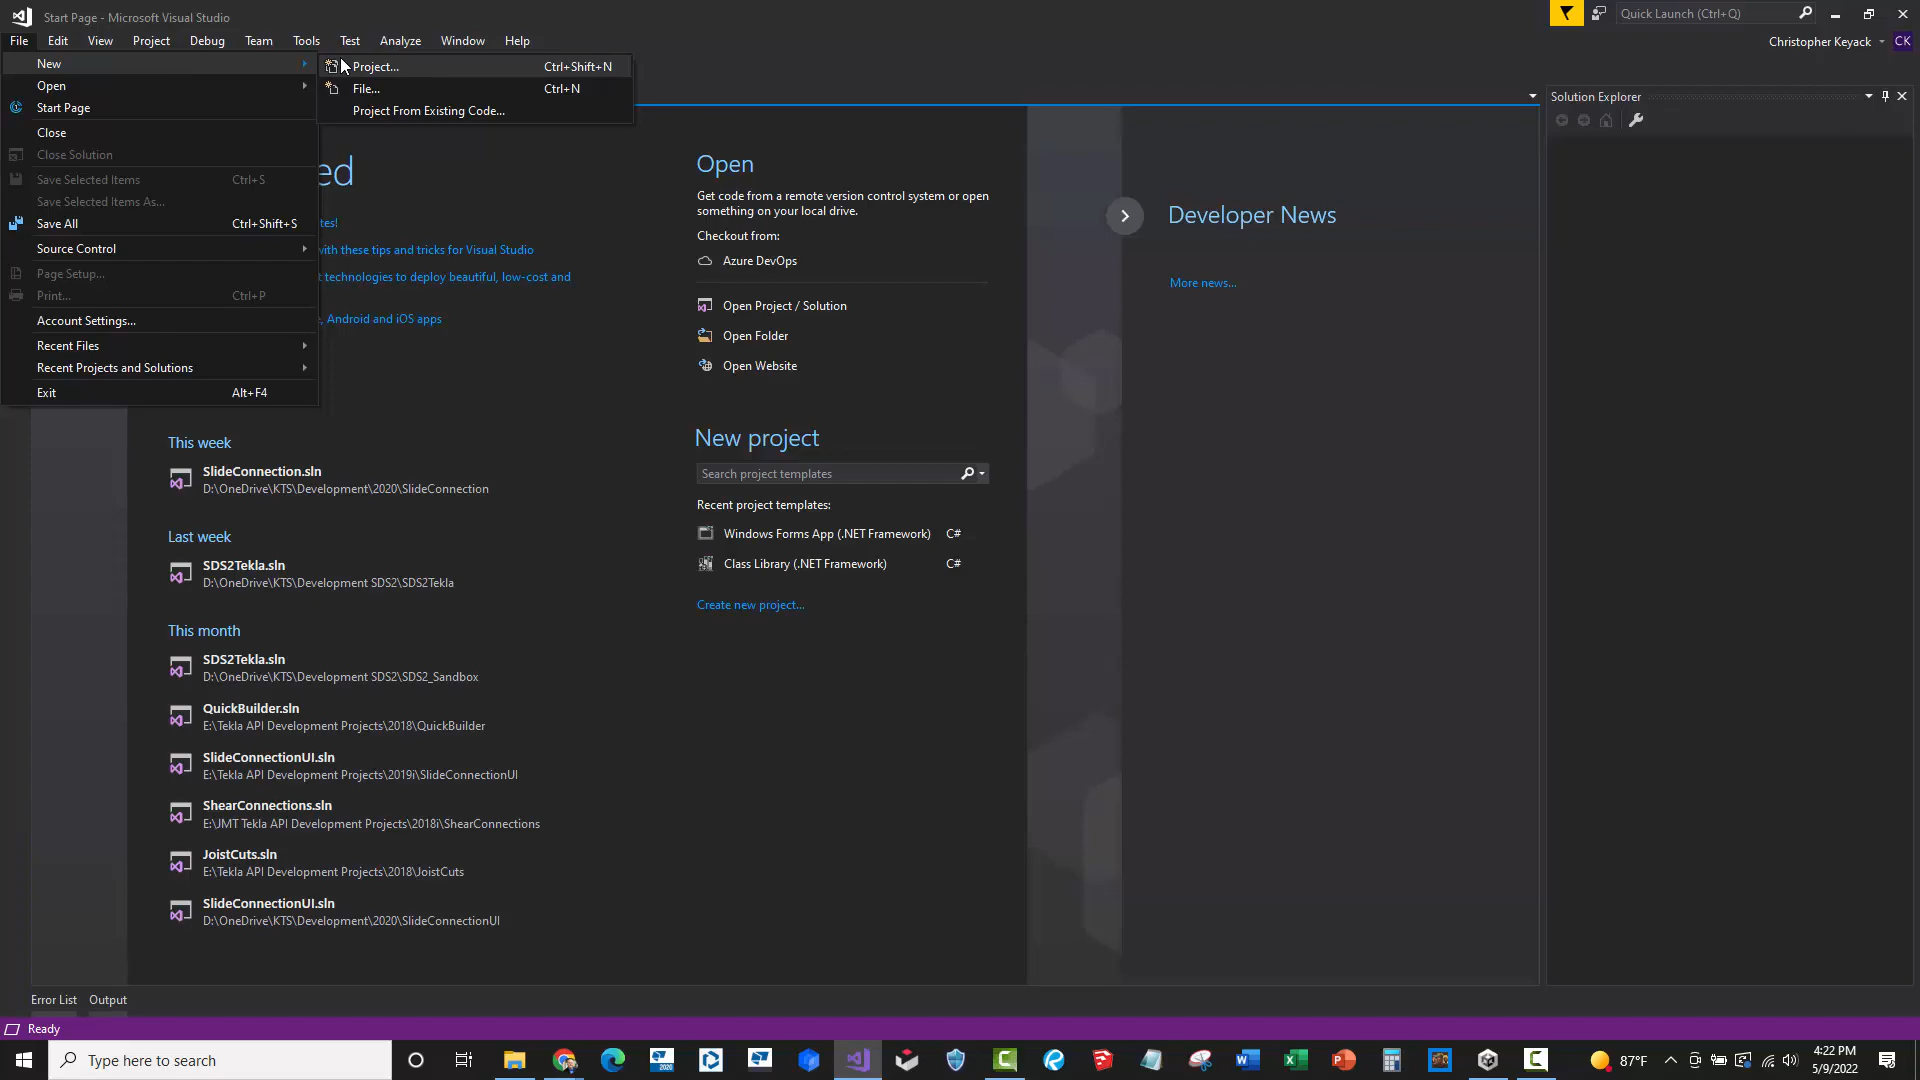 Start Page - Microsoft Visual Studio
Quick Launch (Ctrl+Q)
File Edit View Project Debug Team Tools Test Analyze Window Help
Christopher Keyack CK
New
Open
Start Page
Close
Close Solution
Save Selected Items Ctrl+S
Save Selected Items As...
Save All Ctrl+Shift+S
Source Control
Page Setup...
Print... Ctrl+P
Account Settings...
Recent Files
Recent Projects and Solutions
Exit Alt+F4
Project... Ctrl+Shift+N
File... Ctrl+N
Project From Existing Code...
ed
tes!
with these tips and tricks for Visual Studio
t technologies to deploy beautiful, low-cost and
, Android and iOS apps
This week
SlideConnection.sln
D:\OneDrive\KTS\Development\2020\SlideConnection
Last week
SDS2Tekla.sln
D:\OneDrive\KTS\Development SDS2\SDS2Tekla
This month
SDS2Tekla.sln
D:\OneDrive\KTS\Development SDS2\SDS2_Sandbox
QuickBuilder.sln
E:\Tekla API Development Projects\2018\QuickBuilder
SlideConnectionUI.sln
E:\Tekla API Development Projects\2019i\SlideConnectionUI
ShearConnections.sln
E:\JMT Tekla API Development Projects\2018i\ShearConnections
JoistCuts.sln
E:\Tekla API Development Projects\2018\JoistCuts
SlideConnectionUI.sln
D:\OneDrive\KTS\Development\2020\SlideConnectionUI
Open
Get code from a remote version control system or open
something on your local drive.
Checkout from:
Azure DevOps
Open Project / Solution
Open Folder
Open Website
New project
Search project templates
Recent project templates:
Windows Forms App (.NET Framework) C#
Class Library (.NET Framework) C#
Create new project...
Developer News
More news...
Solution Explorer
Error List Output
Ready
Type here to search
2020
87°F
4:22 PM
5/9/2022